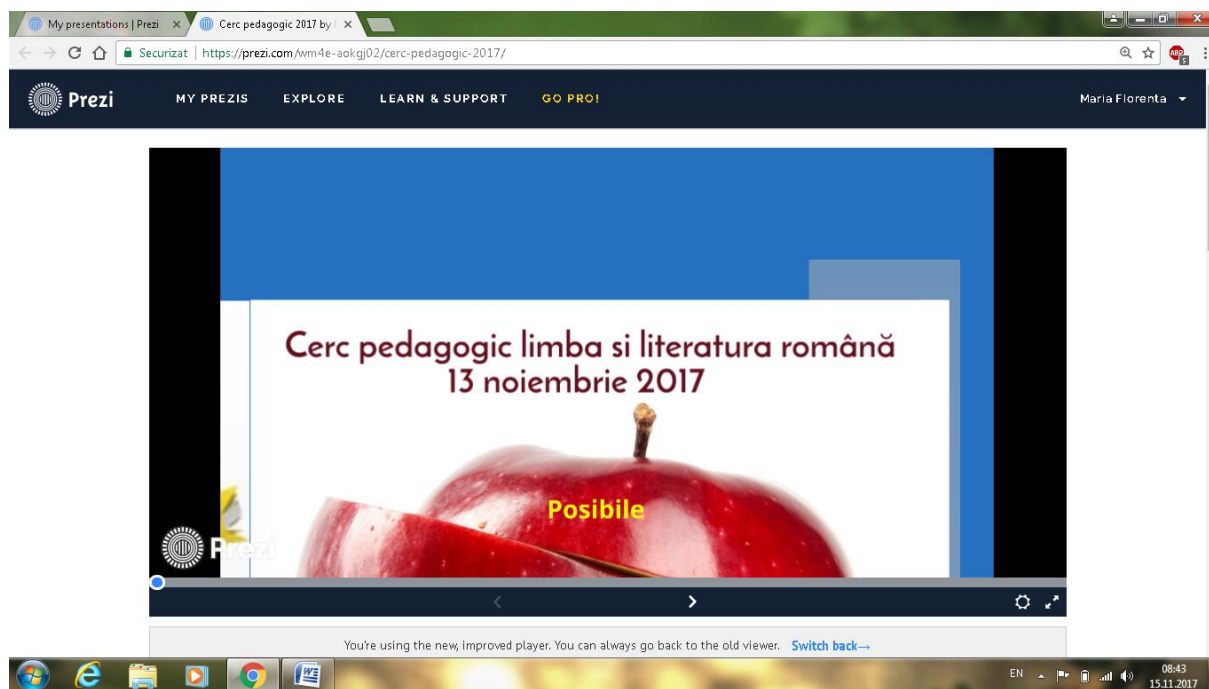 My presentations | Prezi
Cerc pedagogic 2017 by
Securizat | https://prezi.com/wm4e-aokgj02/cerc-pedagogic-2017/
ABP
5
Prezi
MY PREZIS EXPLORE LEARN & SUPPORT GO PRO!
Maria Florenta
Cerc pedagogic limba si literatura română
13 noiembrie 2017
Posibile
Prezi
You're using the new, improved player. You can always go back to the old viewer. Switch back→
EN
08:43
15.11.2017